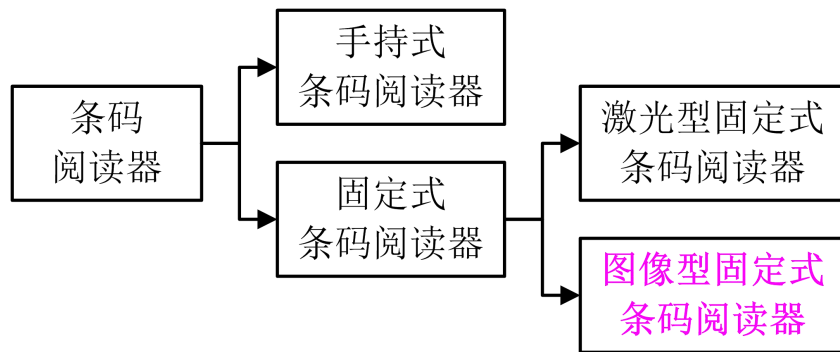 条码
阅读器
手持式
条码阅读器
固定式
条码阅读器
激光型固定式
条码阅读器
图像型固定式
条码阅读器